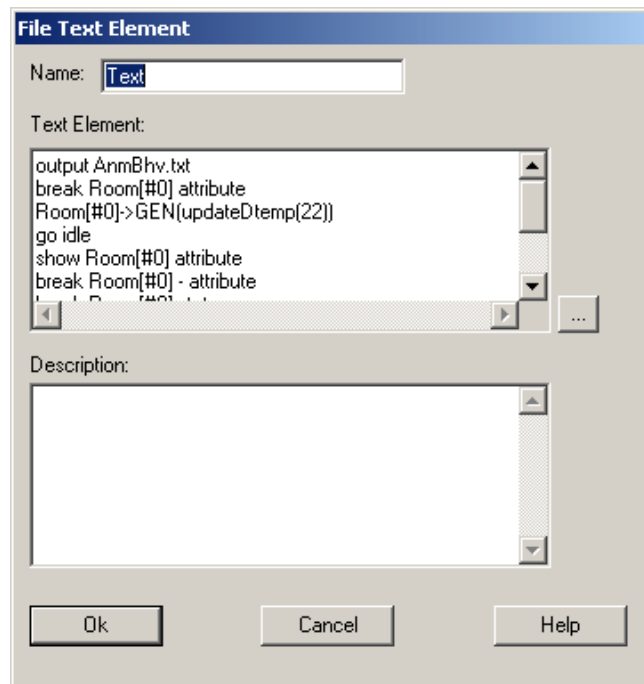 File Text Element
Name: Text
Text Element:
output AnmBhv.txt
break Room[#0] attribute
Room[#0]->GEN(updateDtemp(22))
go idle
show Room[#0] attribute
break Room[#0] - attribute
...
Description:
Ok Cancel Help